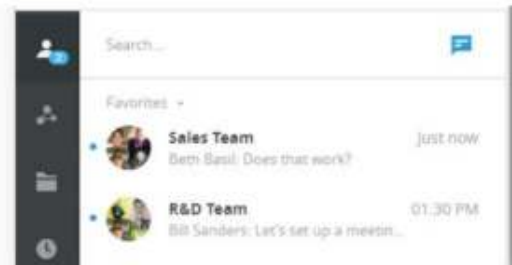 Search...
Favorites
Sales Team Just now
Beth Basil: Does that work?
R&D Team 01:30 PM
Bill Sanders: Let's set up a meetin...